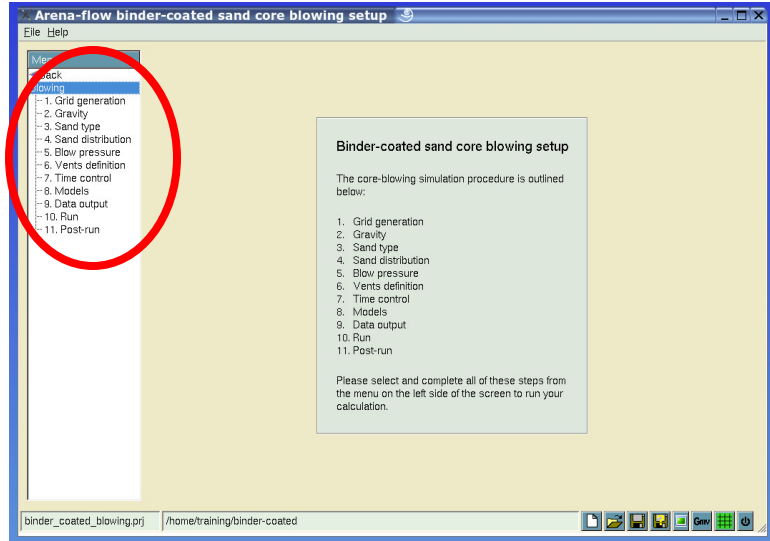 Arena-flow binder-coated sand core blowing setup
File Help
Back
blowing
1. Grid generation
2. Gravity
3. Sand type
4. Sand distribution
5. Blow pressure
6. Vents definition
7. Time control
8. Models
9. Data output
10. Run
11. Post-run
Binder-coated sand core blowing setup
The core-blowing simulation procedure is outlined
below:
1. Grid generation
2. Gravity
3. Sand type
4. Sand distribution
5. Blow pressure
6. Vents definition
7. Time control
8. Models
9. Data output
10. Run
11. Post-run
Please select and complete all of these steps from
the menu on the left side of the screen to run your
calculation.
binder_coated_blowing.prj /home/training/binder-coated Gmv